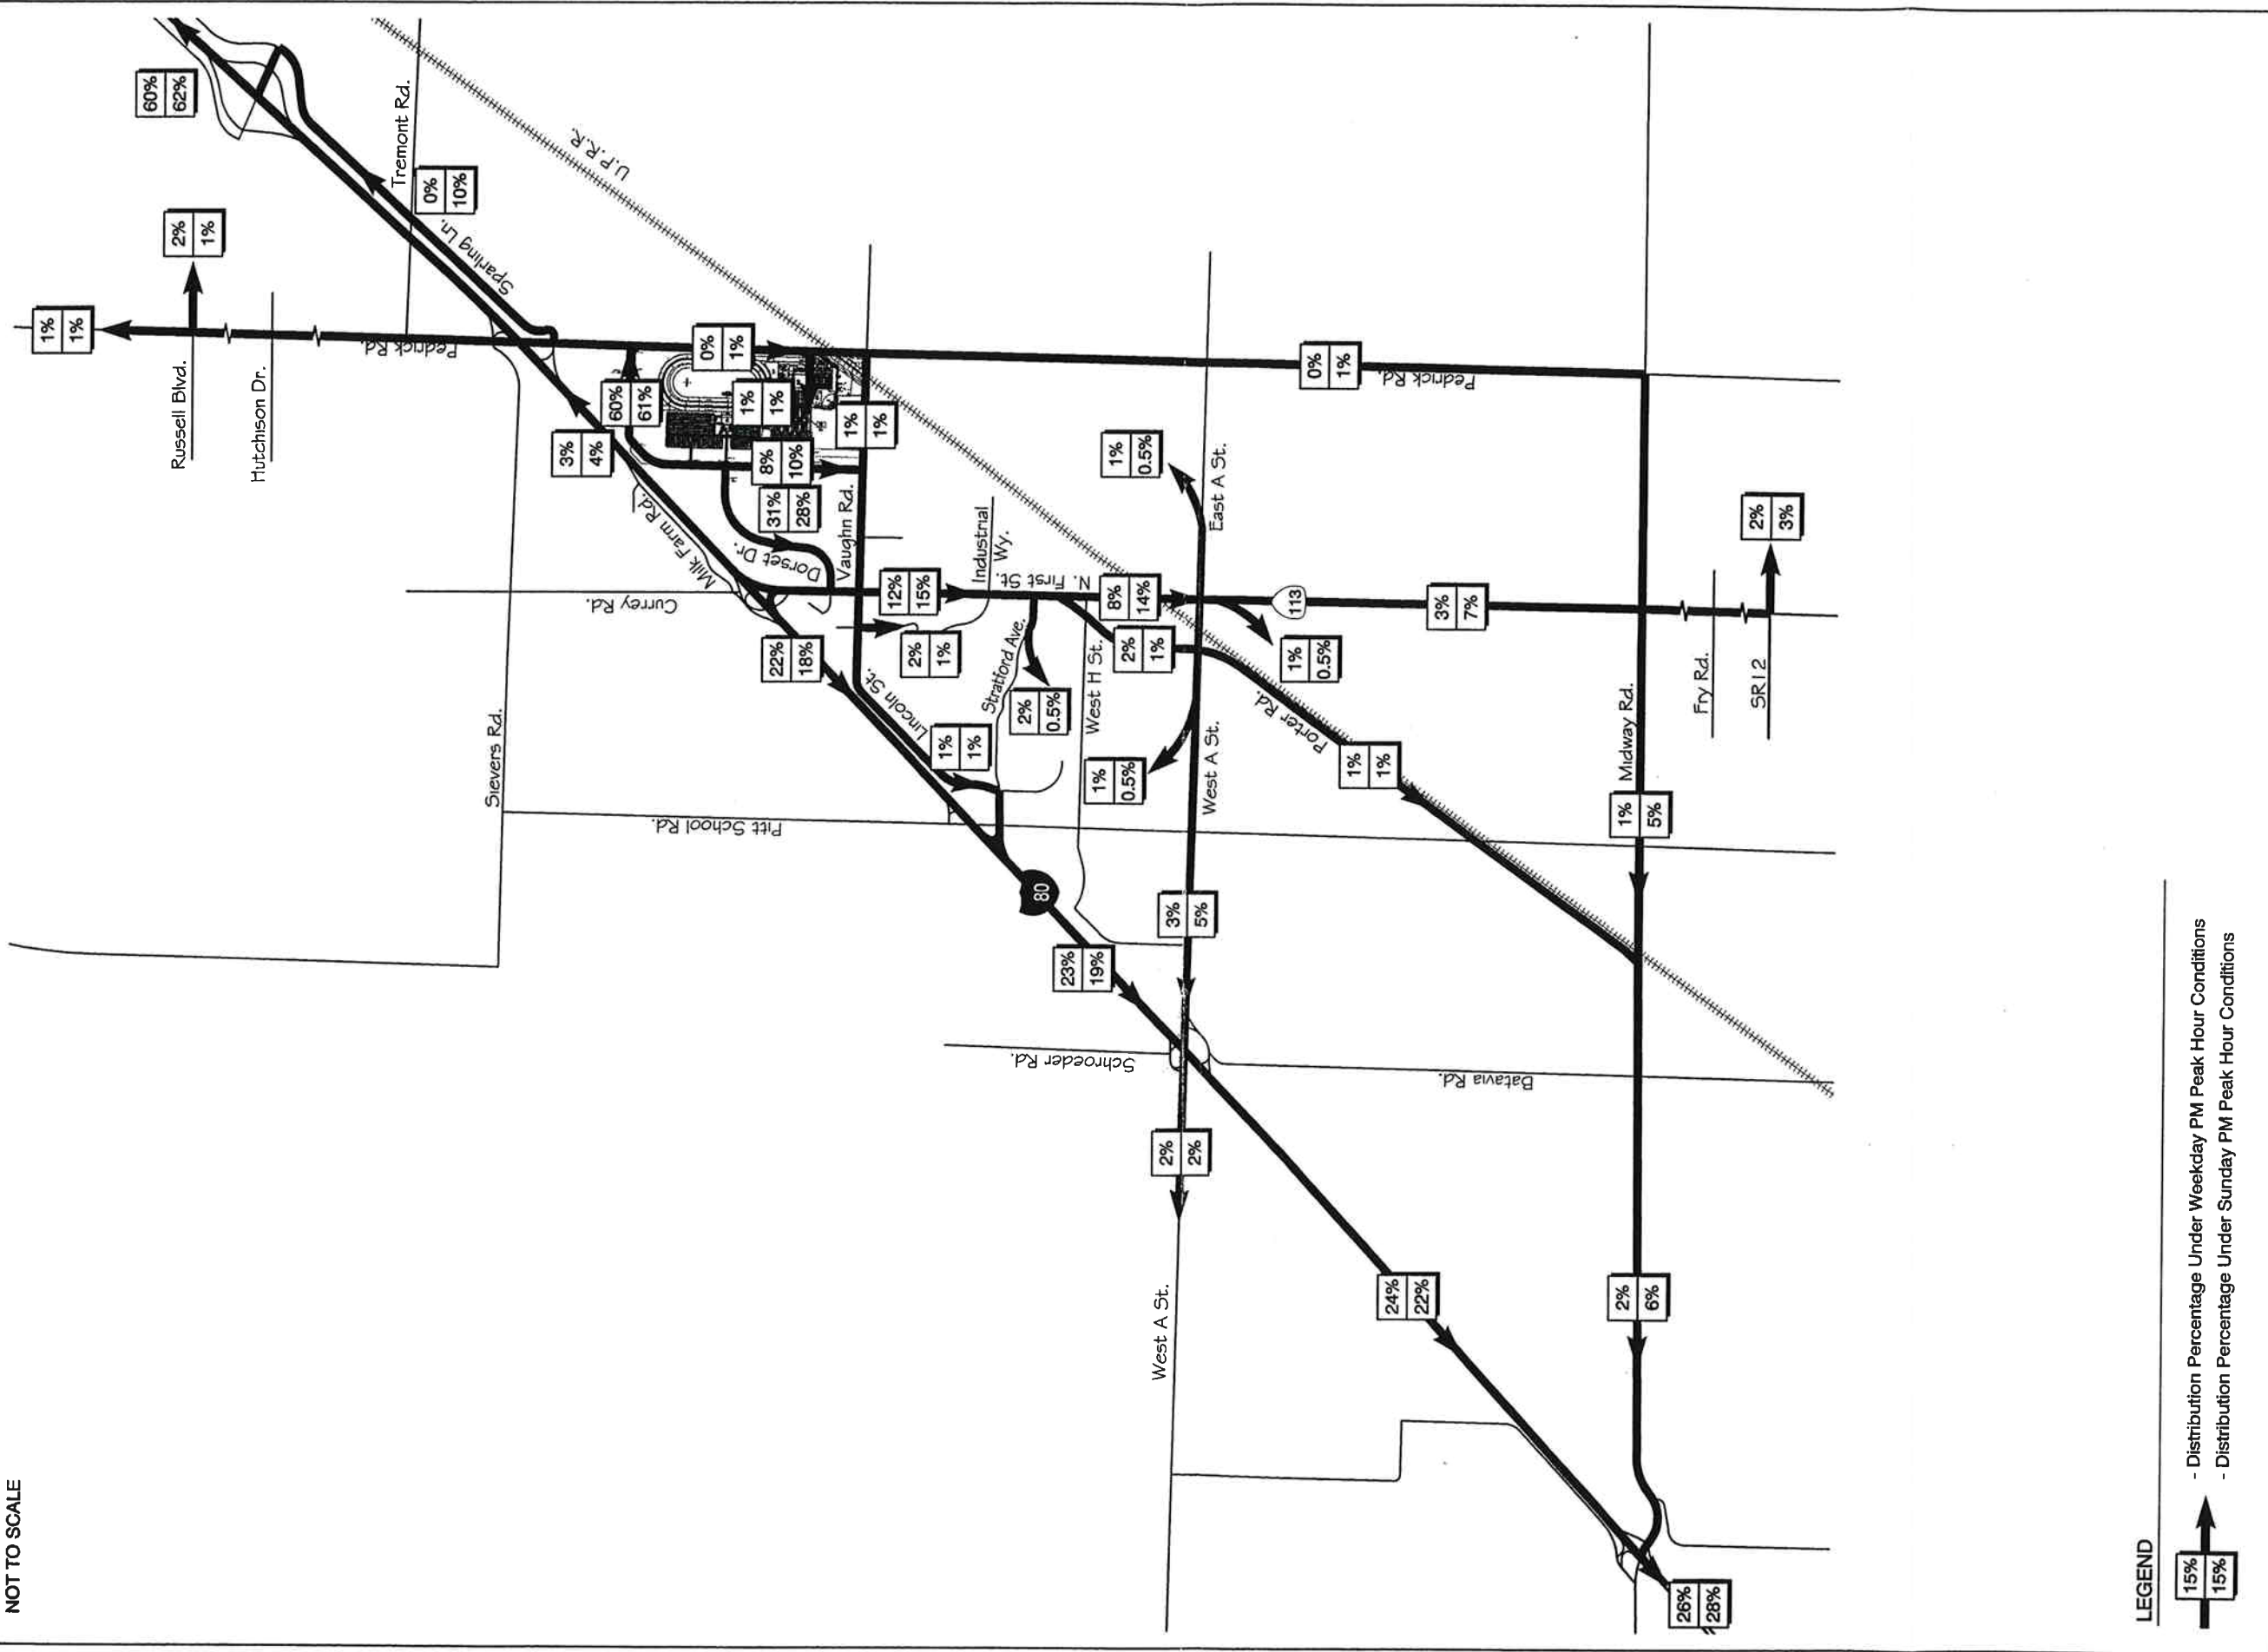 NOT TO SCALE
60%
62%
Tremont Rd.
U.P.R.R.
0%
10%
2%
1%
Sparling Ln.
1%
1%
Russell Blvd.
Hutchison Dr.
Pedrick Rd.
0%
1%
60%
61%
1%
1%
1%
1%
0%
1%
Pedrick Rd.
3%
4%
8%
10%
31%
28%
Milk Farm Rd.
Dorset Dr.
Vaughn Rd.
Industrial
Wy.
N. First St.
1%
0.5%
East A St.
2%
3%
Currey Rd.
12%
15%
8%
14%
113
3%
7%
22%
18%
2%
1%
Stratford Ave.
2%
1%
1%
0.5%
Sievers Rd.
Lincoln St.
2%
0.5%
West H St.
Porter Rd.
Midway Rd.
Fry Rd.
SR12
1%
1%
1%
0.5%
West A St.
1%
1%
Pitt School Rd.
80
1%
5%
3%
5%
23%
19%
Schroeder Rd.
Batavia Rd.
2%
2%
West A St.
24%
22%
2%
6%
26%
28%
LEGEND
15%
15%
- Distribution Percentage Under Weekday PM Peak Hour Conditions
- Distribution Percentage Under Sunday PM Peak Hour Conditions